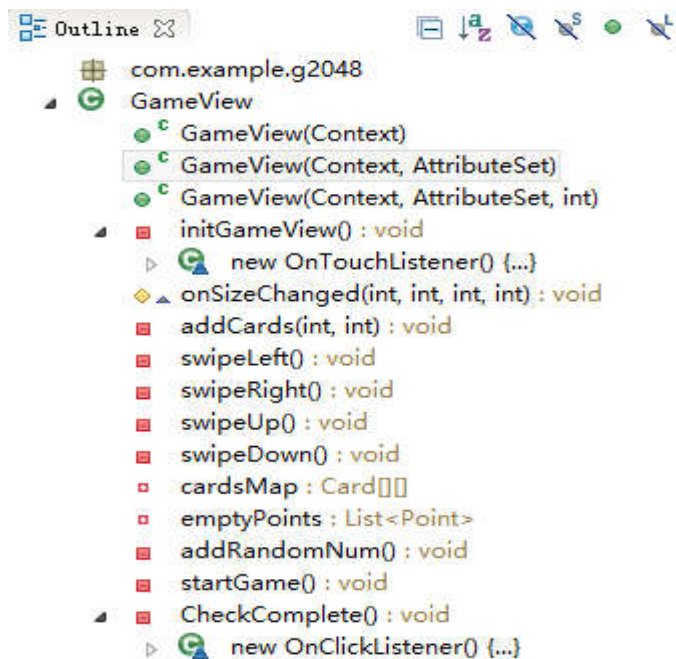 Outline
com.example.g2048
GameView
GameView(Context)
GameView(Context, AttributeSet)
GameView(Context, AttributeSet, int)
initGameView() : void
new OnTouchListener() {...}
onSizeChanged(int, int, int, int) : void
addCards(int, int) : void
swipeLeft() : void
swipeRight() : void
swipeUp() : void
swipeDown() : void
cardsMap : Card[][]
emptyPoints : List<Point>
addRandomNum() : void
startGame() : void
CheckComplete() : void
new OnClickListener() {...}